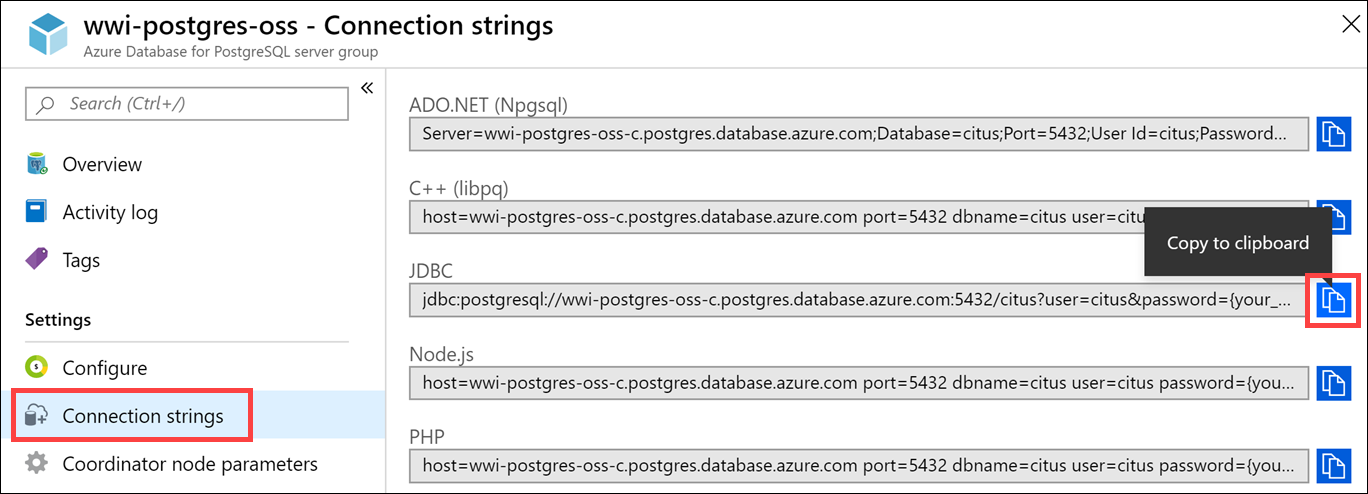 wwi-postgres-oss - Connection strings
Azure Database for PostgreSQL server group
Search (Ctrl+/)
Overview
Activity log
Tags
Settings
Configure
Connection strings
Coordinator node parameters
ADO.NET (Npgsql)
Server=wwi-postgres-oss-c.postgres.database.azure.com;Database=citus;Port=5432;User Id=citus;Password...
C++ (libpq)
host=wwi-postgres-oss-c.postgres.database.azure.com port=5432 dbname=citus user=citu
Copy to clipboard
JDBC
jdbc:postgresql://wwi-postgres-oss-c.postgres.database.azure.com:5432/citus?user=citus&password={your_...
Node.js
host=wwi-postgres-oss-c.postgres.database.azure.com port=5432 dbname=citus user=citus password={you...
PHP
host=wwi-postgres-oss-c.postgres.database.azure.com port=5432 dbname=citus user=citus password={you...